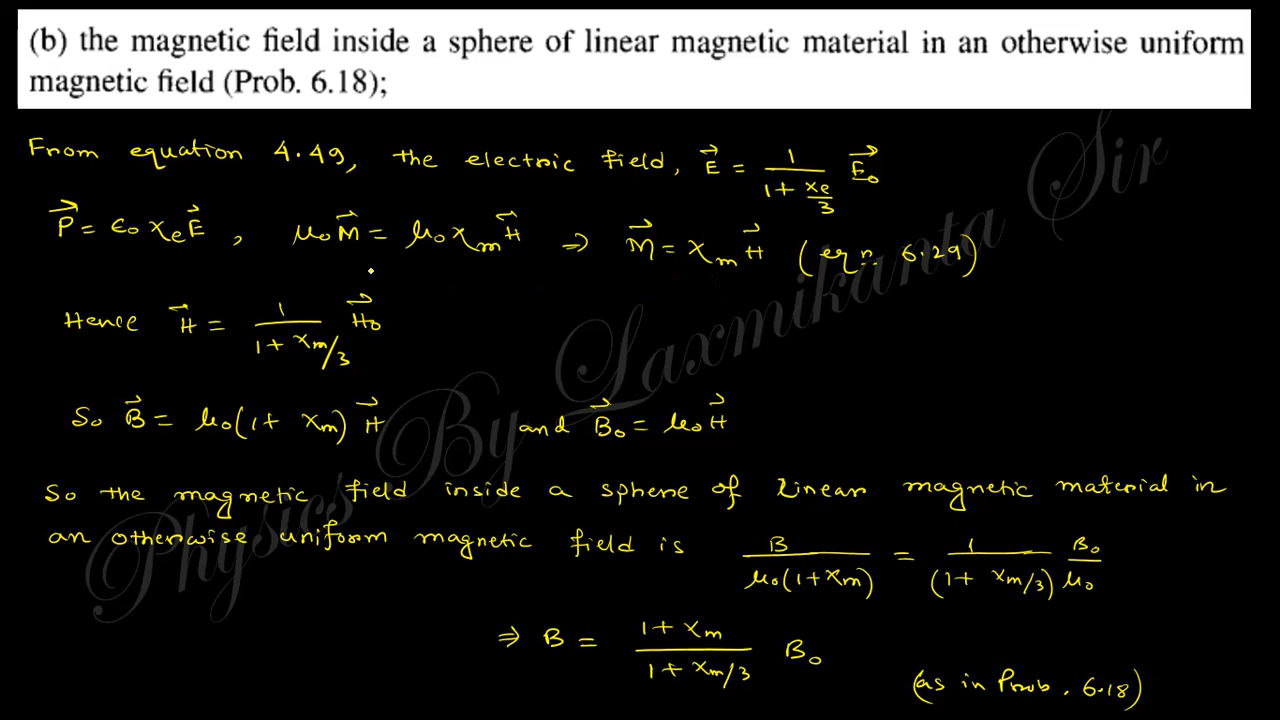 (b) the magnetic field inside a sphere of linear magnetic material in an otherwise uniform
magnetic field (Prob. 6.18);
From equation 4.49, the electric field, E⃗ = 1/(1 + χe/3) E⃗₀
P⃗ = ε₀ χe E⃗ , μ₀M⃗ = μ₀χm H⃗ ⇒ M⃗ = χm H⃗ (eqn. 6.29)
Hence H⃗ = 1/(1 + χm/3) H⃗₀
So B⃗ = μ₀(1 + χm) H⃗ and B⃗₀ = μ₀H⃗
So the magnetic field inside a sphere of linear magnetic material in
an otherwise uniform magnetic field is B/(μ₀(1+χm)) = 1/(1 + χm/3) B₀/μ₀
⇒ B = (1 + χm)/(1 + χm/3) B₀
(as in Prob. 6.18)
Physics By Laxmikanta Sir